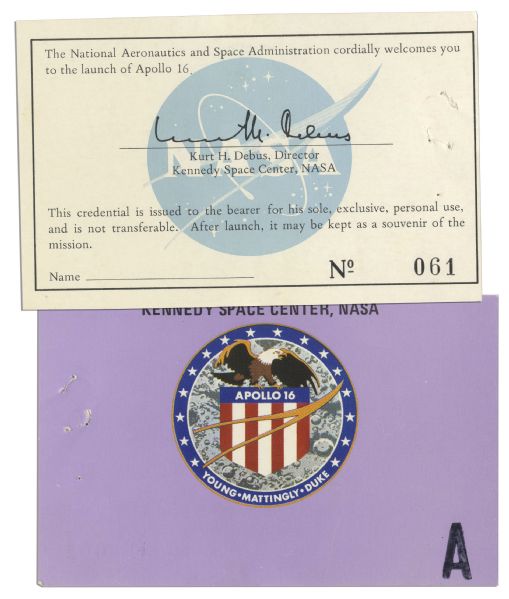 The National Aeronautics and Space Administration cordially welcomes you
to the launch of Apollo 16.
NASA
Kurt H. Debus
Kurt H. Debus, Director
Kennedy Space Center, NASA
This credential is issued to the bearer for his sole, exclusive, personal use,
and is not transferable. After launch, it may be kept as a souvenir of the
mission.
Name
Nº 061
KENNEDY SPACE CENTER, NASA
APOLLO 16
YOUNG • MATTINGLY • DUKE
A